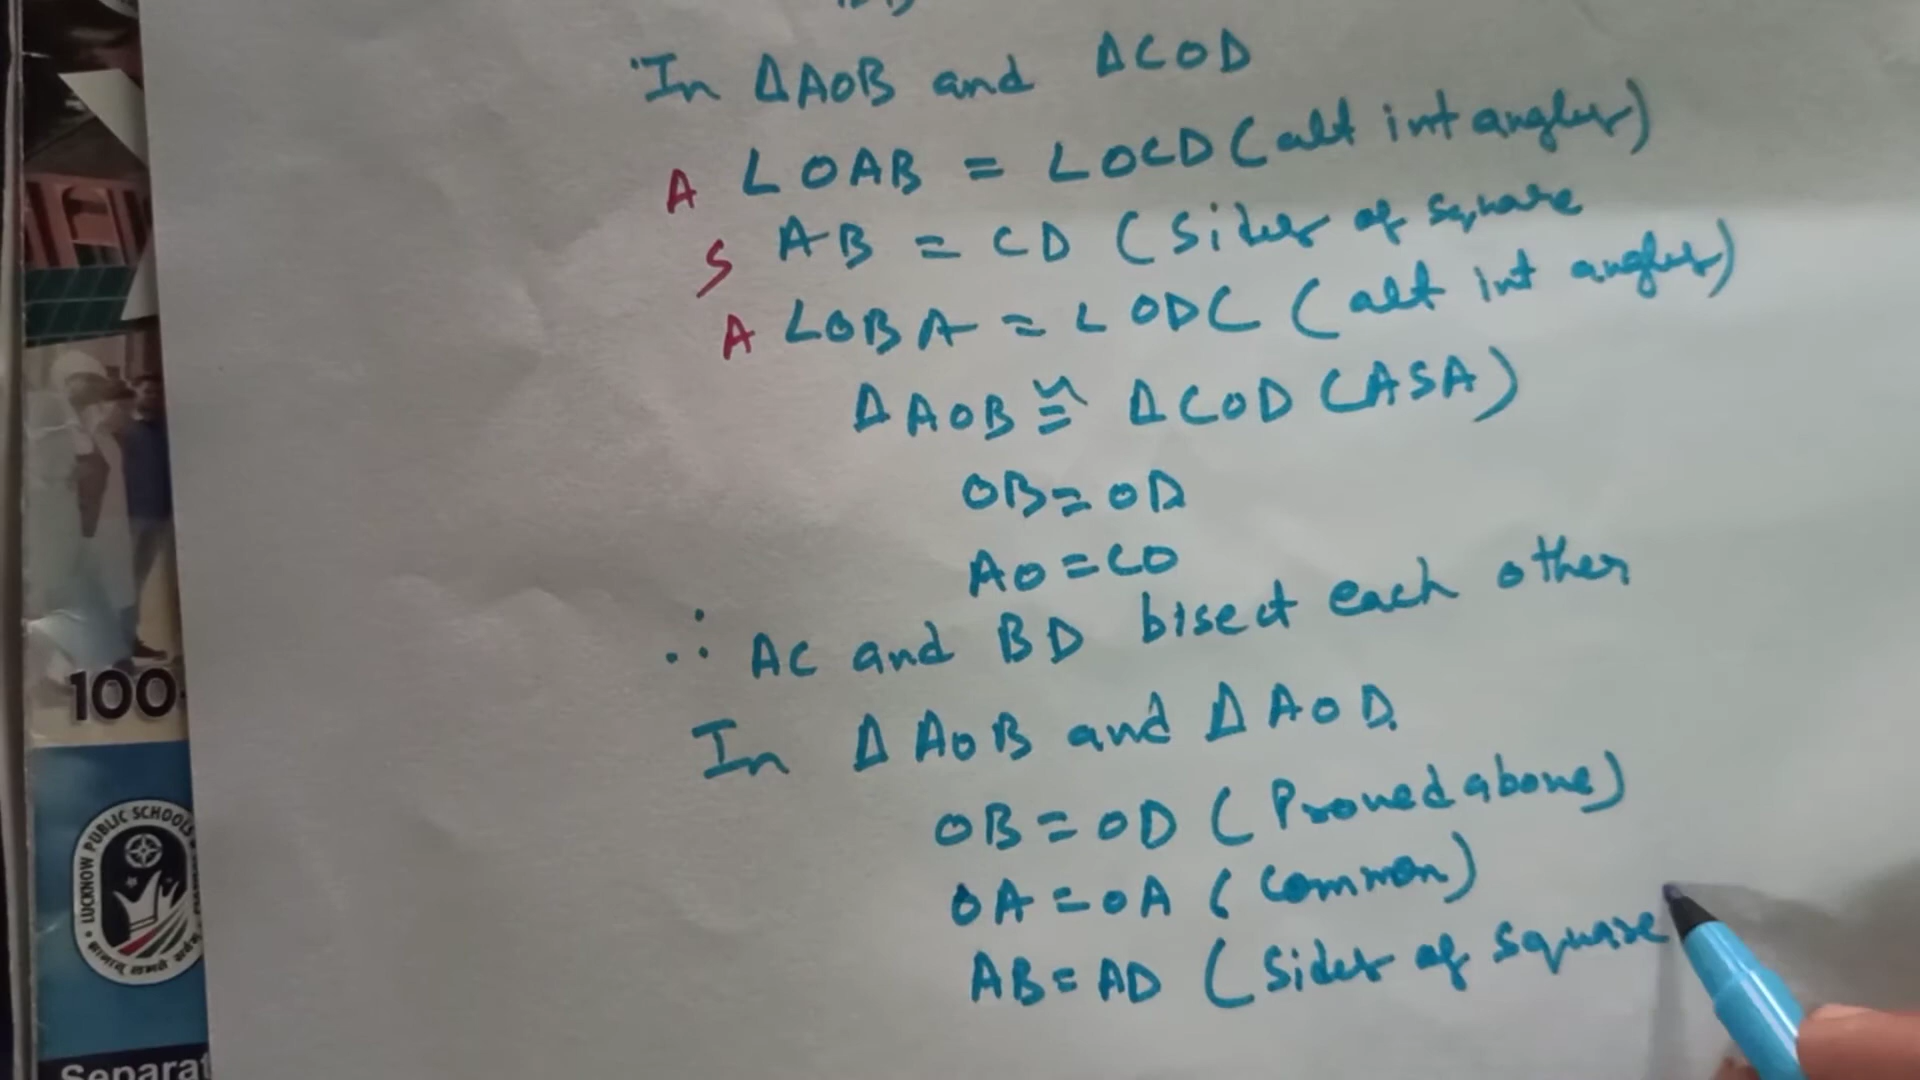 In ΔAOB and ΔCOD
A ∠OAB = ∠OCD (alt int angles)
S AB = CD (Sides of square
A ∠OBA = ∠ODC (alt int angles)
ΔAOB ≅ ΔCOD (ASA)
OB = OD
AO = CO
∴ AC and BD bisect each other
In ΔAOB and ΔAOD.
OB = OD (Proved above)
OA = OA (Common)
AB = AD (Sides of square
100
LUCKNOW PUBLIC SCHOOLS
Separat